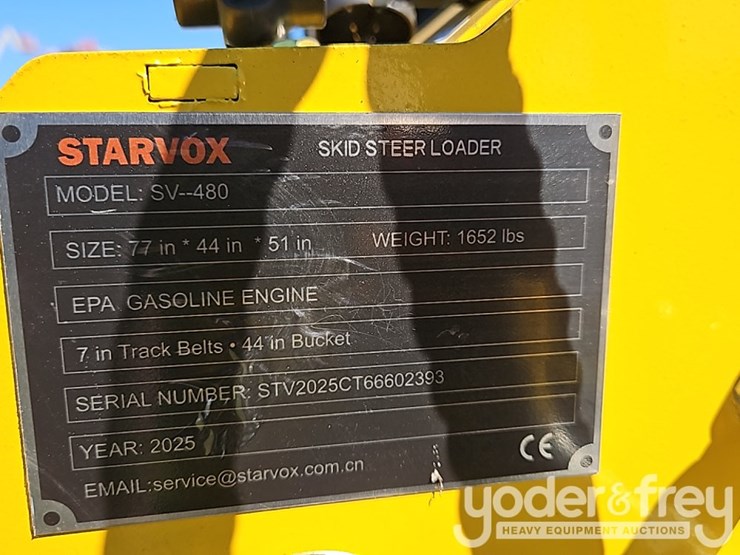 STARVOX SKID STEER LOADER
MODEL: SV--480
SIZE: 77 in * 44 in * 51 in WEIGHT: 1652 lbs
EPA GASOLINE ENGINE
7 in Track Belts • 44 in Bucket
SERIAL NUMBER: STV2025CT66602393
YEAR: 2025
CE
EMAIL:service@starvox.com.cn
yoder&frey
HEAVY EQUIPMENT AUCTIONS